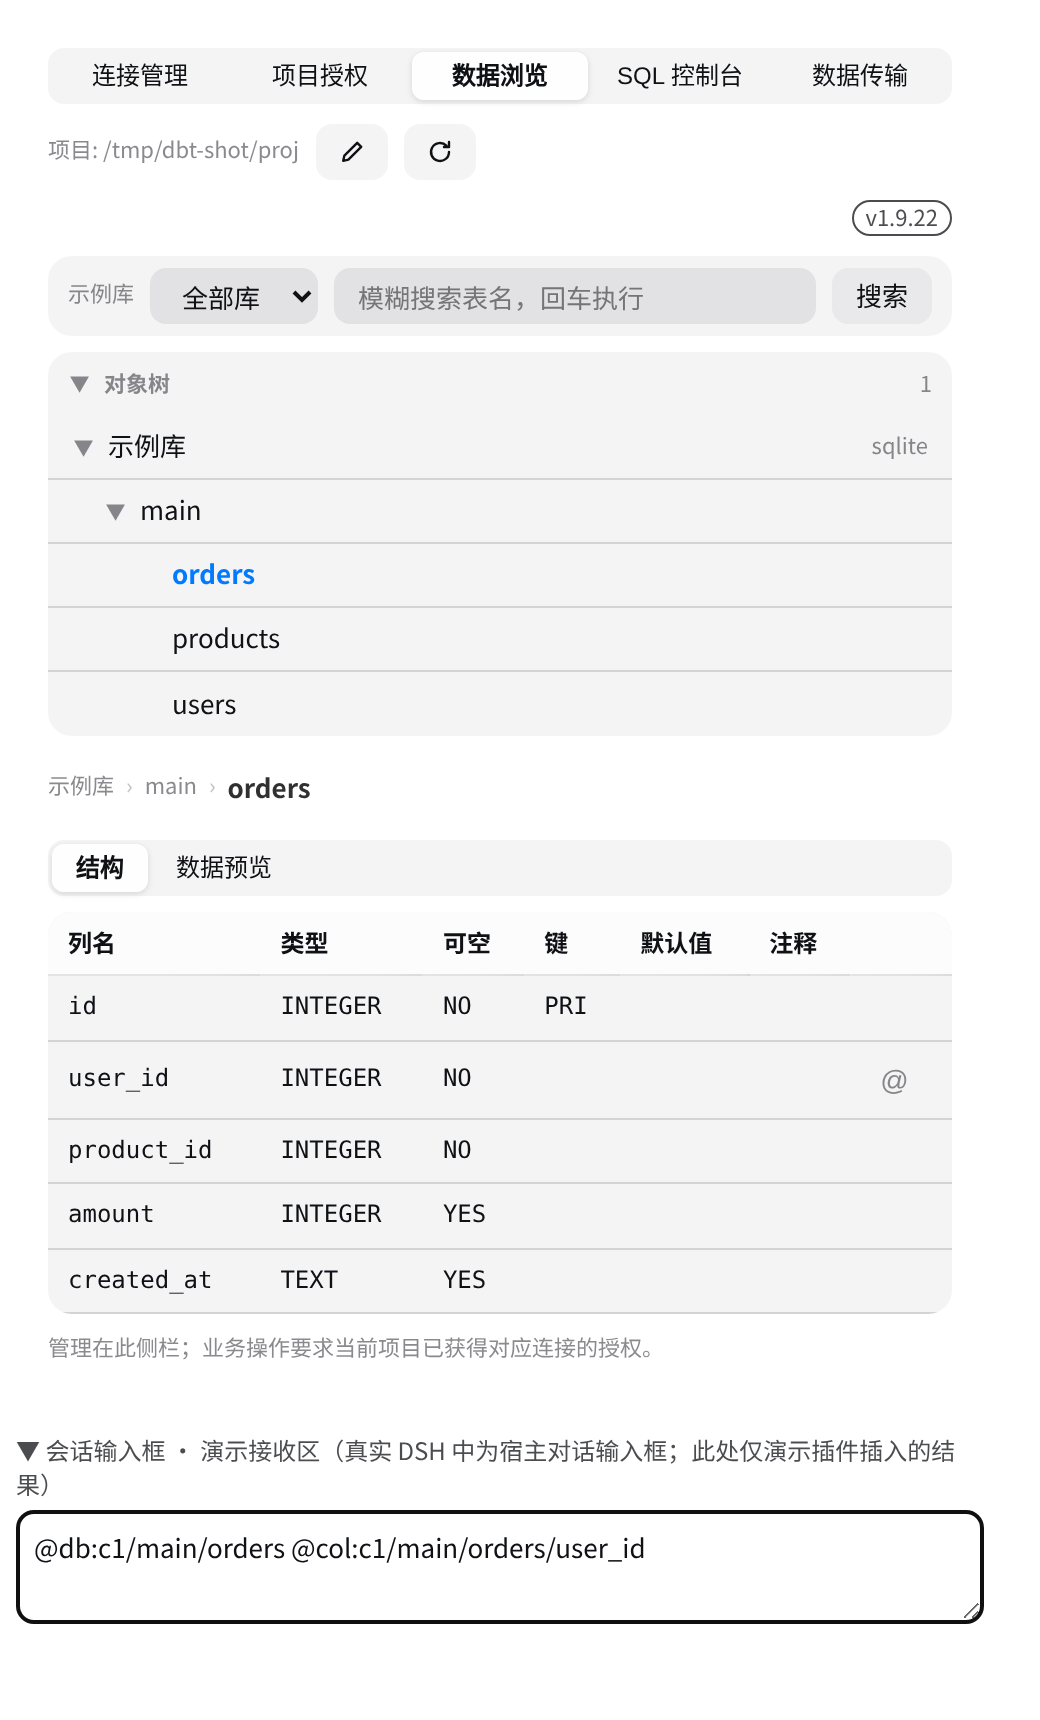 连接管理 项目授权 数据浏览 SQL 控制台 数据传输
项目: /tmp/dbt-shot/proj
v1.9.22
示例库 全部库 模糊搜索表名，回车执行 搜索
▼ 对象树 1
▼ 示例库 sqlite
▼ main
orders
products
users
示例库 › main › orders
结构 数据预览
列名 类型 可空 键 默认值 注释
id INTEGER NO PRI
user_id INTEGER NO @
product_id INTEGER NO
amount INTEGER YES
created_at TEXT YES
管理在此侧栏；业务操作要求当前项目已获得对应连接的授权。
▼ 会话输入框 · 演示接收区（真实 DSH 中为宿主对话输入框；此处仅演示插件插入的结
果）
@db:c1/main/orders @col:c1/main/orders/user_id